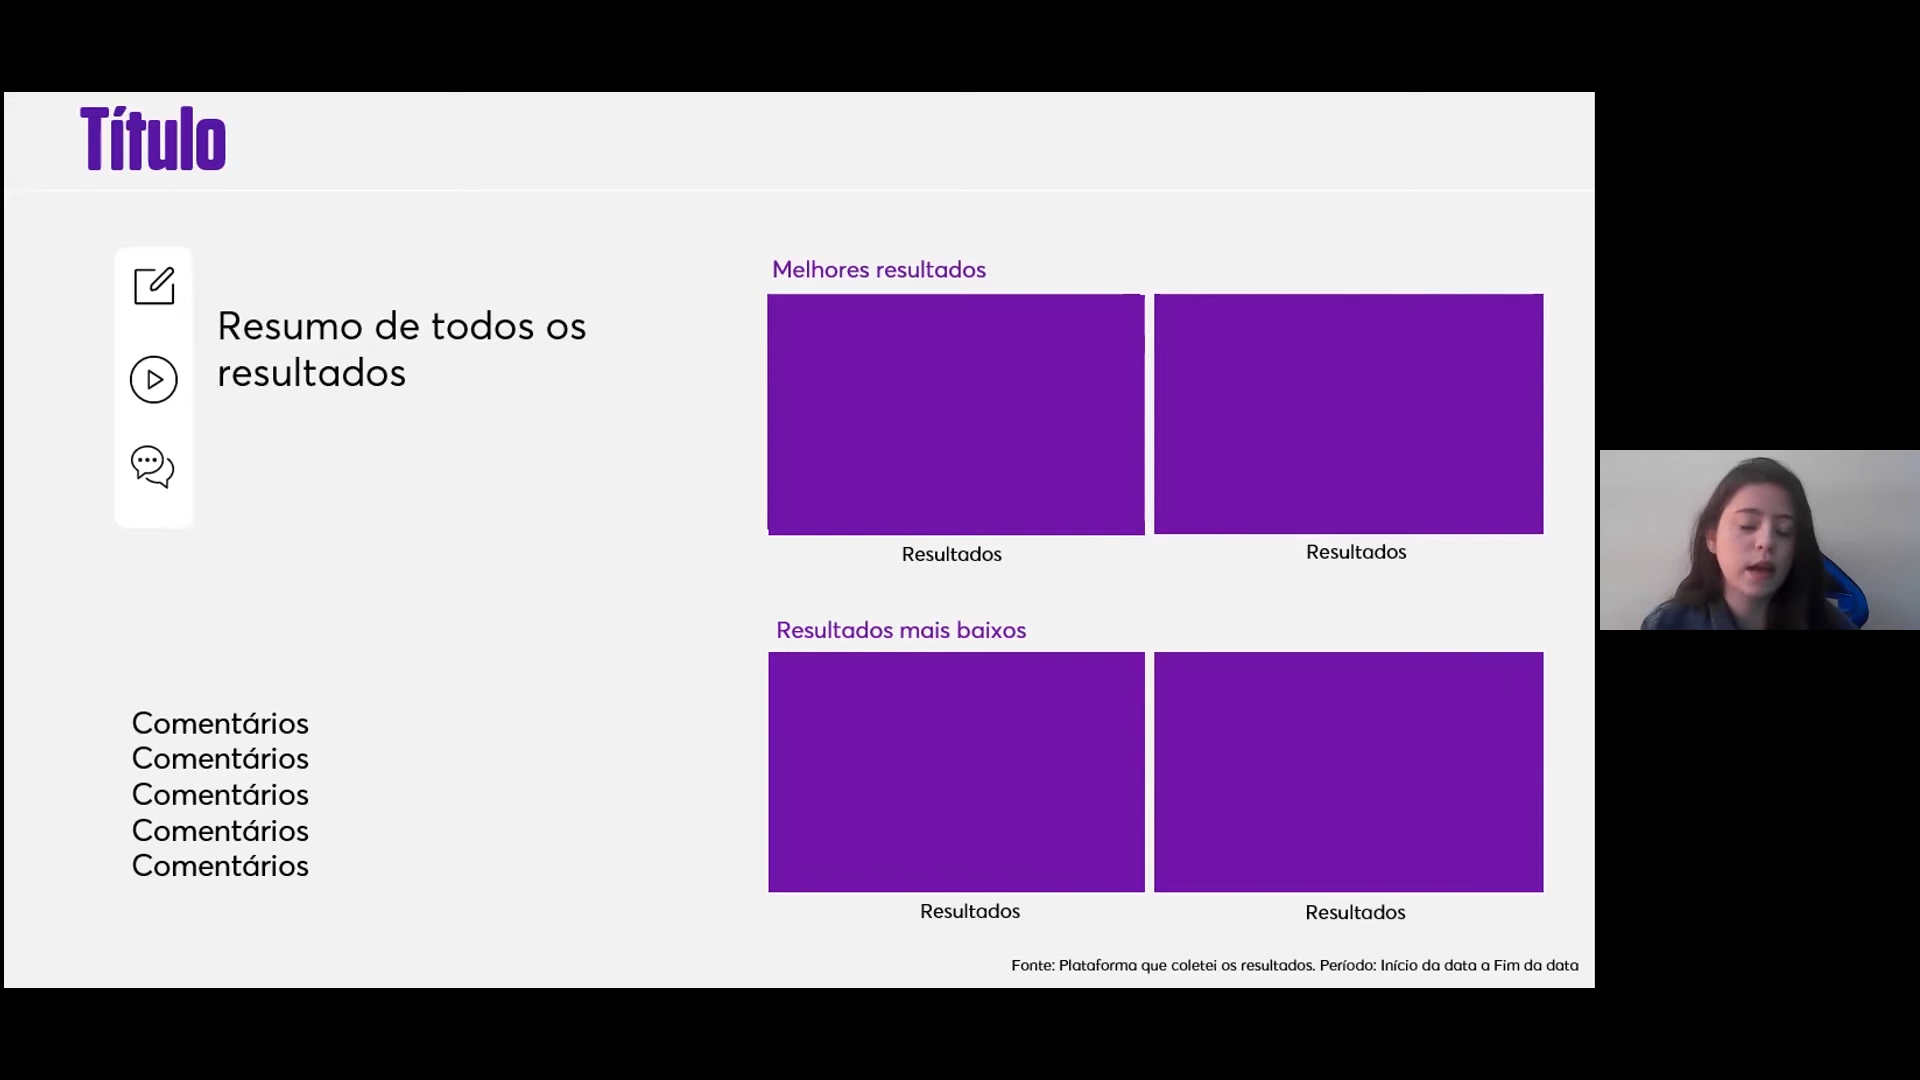 Título
Resumo de todos os
resultados
Comentários
Comentários
Comentários
Comentários
Comentários
Melhores resultados
Resultados
Resultados
Resultados mais baixos
Resultados
Resultados
Fonte: Plataforma que coletei os resultados. Período: Início da data a Fim da data